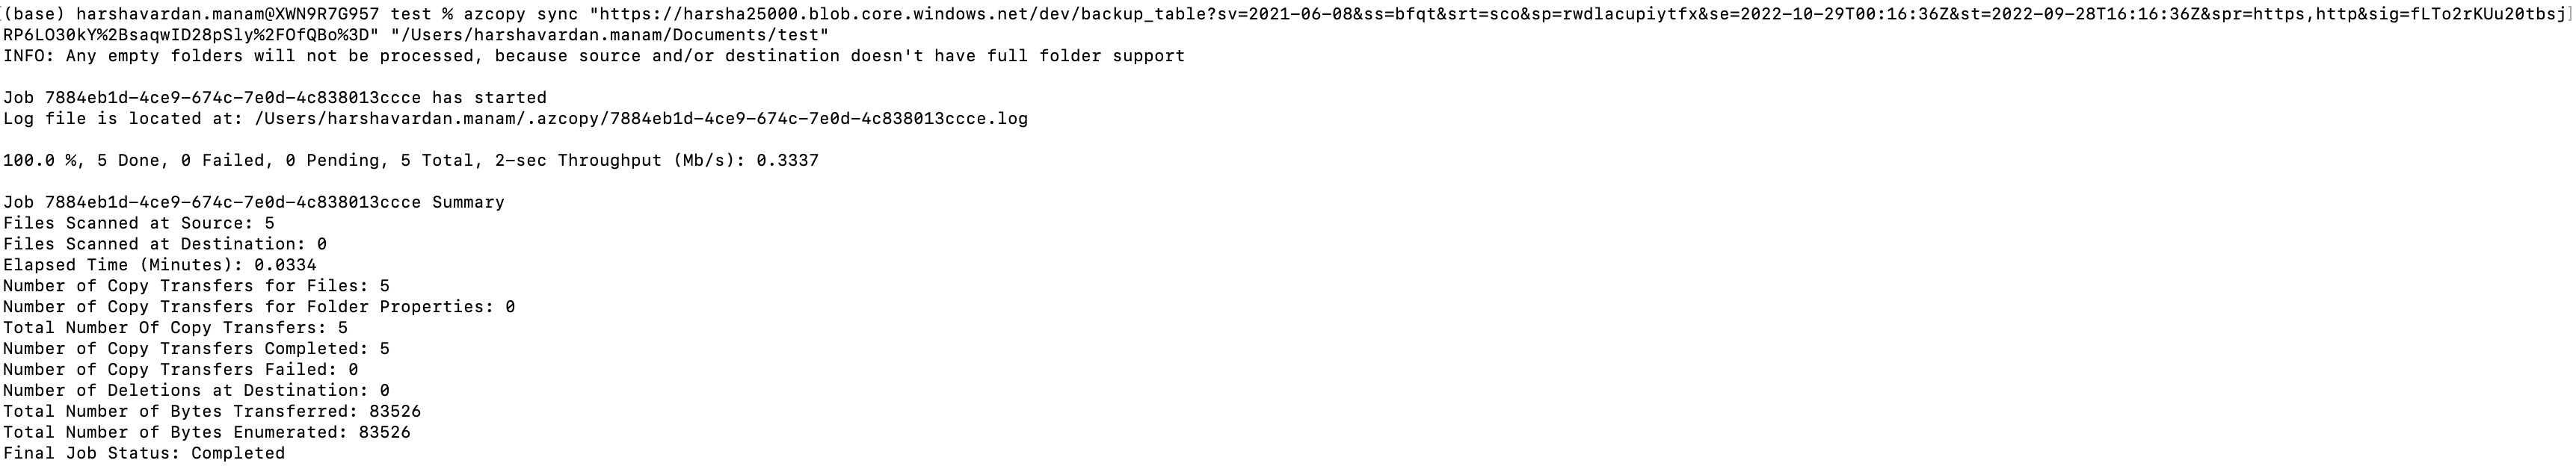 (base) harshavardan.manam@XWN9R7G957 test % azcopy sync "https://harsha25000.blob.core.windows.net/dev/backup_table?sv=2021-06-08&ss=bfqt&srt=sco&sp=rwdlacupiytfx&se=2022-10-29T00:16:36Z&st=2022-09-28T16:16:36Z&spr=https,http&sig=fLTo2rKUu20tbsj
RP6LO30kY%2BsaqwID28pSly%2FOfQBo%3D" "/Users/harshavardan.manam/Documents/test"
INFO: Any empty folders will not be processed, because source and/or destination doesn't have full folder support
Job 7884eb1d-4ce9-674c-7e0d-4c838013ccce has started
Log file is located at: /Users/harshavardan.manam/.azcopy/7884eb1d-4ce9-674c-7e0d-4c838013ccce.log
100.0 %, 5 Done, 0 Failed, 0 Pending, 5 Total, 2-sec Throughput (Mb/s): 0.3337
Job 7884eb1d-4ce9-674c-7e0d-4c838013ccce Summary
Files Scanned at Source: 5
Files Scanned at Destination: 0
Elapsed Time (Minutes): 0.0334
Number of Copy Transfers for Files: 5
Number of Copy Transfers for Folder Properties: 0
Total Number Of Copy Transfers: 5
Number of Copy Transfers Completed: 5
Number of Copy Transfers Failed: 0
Number of Deletions at Destination: 0
Total Number of Bytes Transferred: 83526
Total Number of Bytes Enumerated: 83526
Final Job Status: Completed